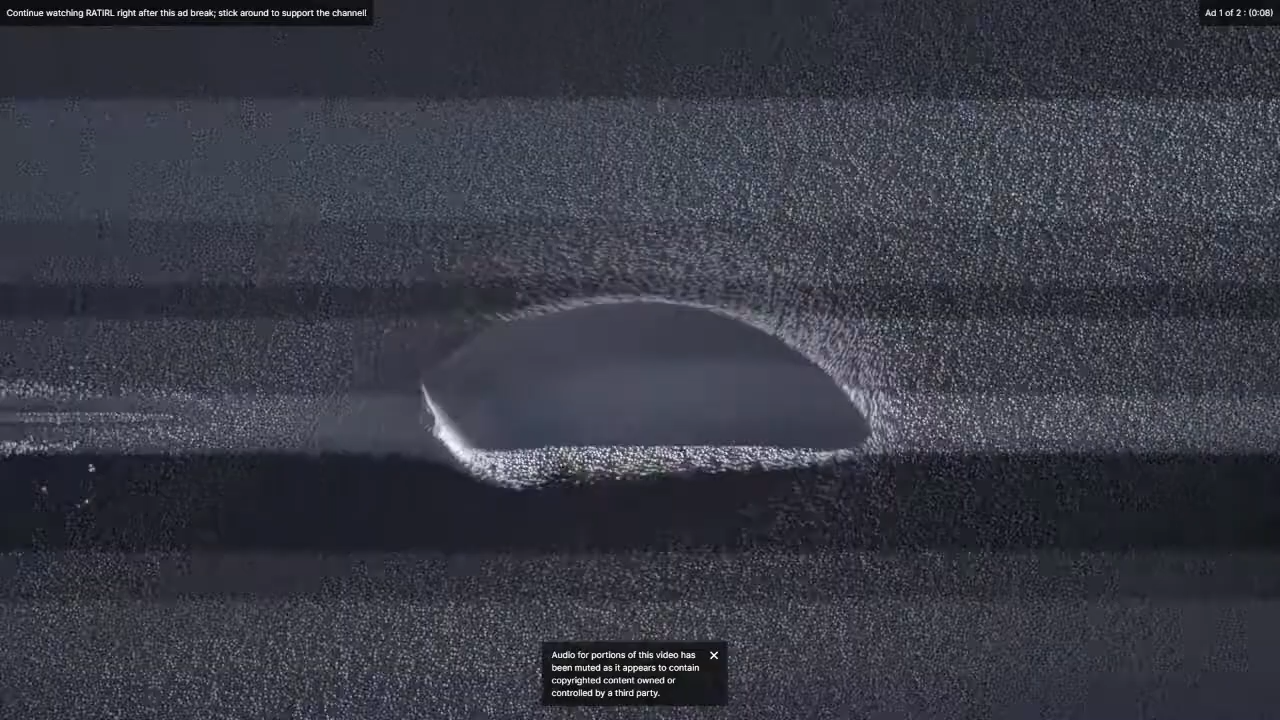 Continue watching RATIRL right after this ad break; stick around to support the channel!
Ad 1 of 2 : (0:08)
Audio for portions of this video has
been muted as it appears to contain
copyrighted content owned or
controlled by a third party.